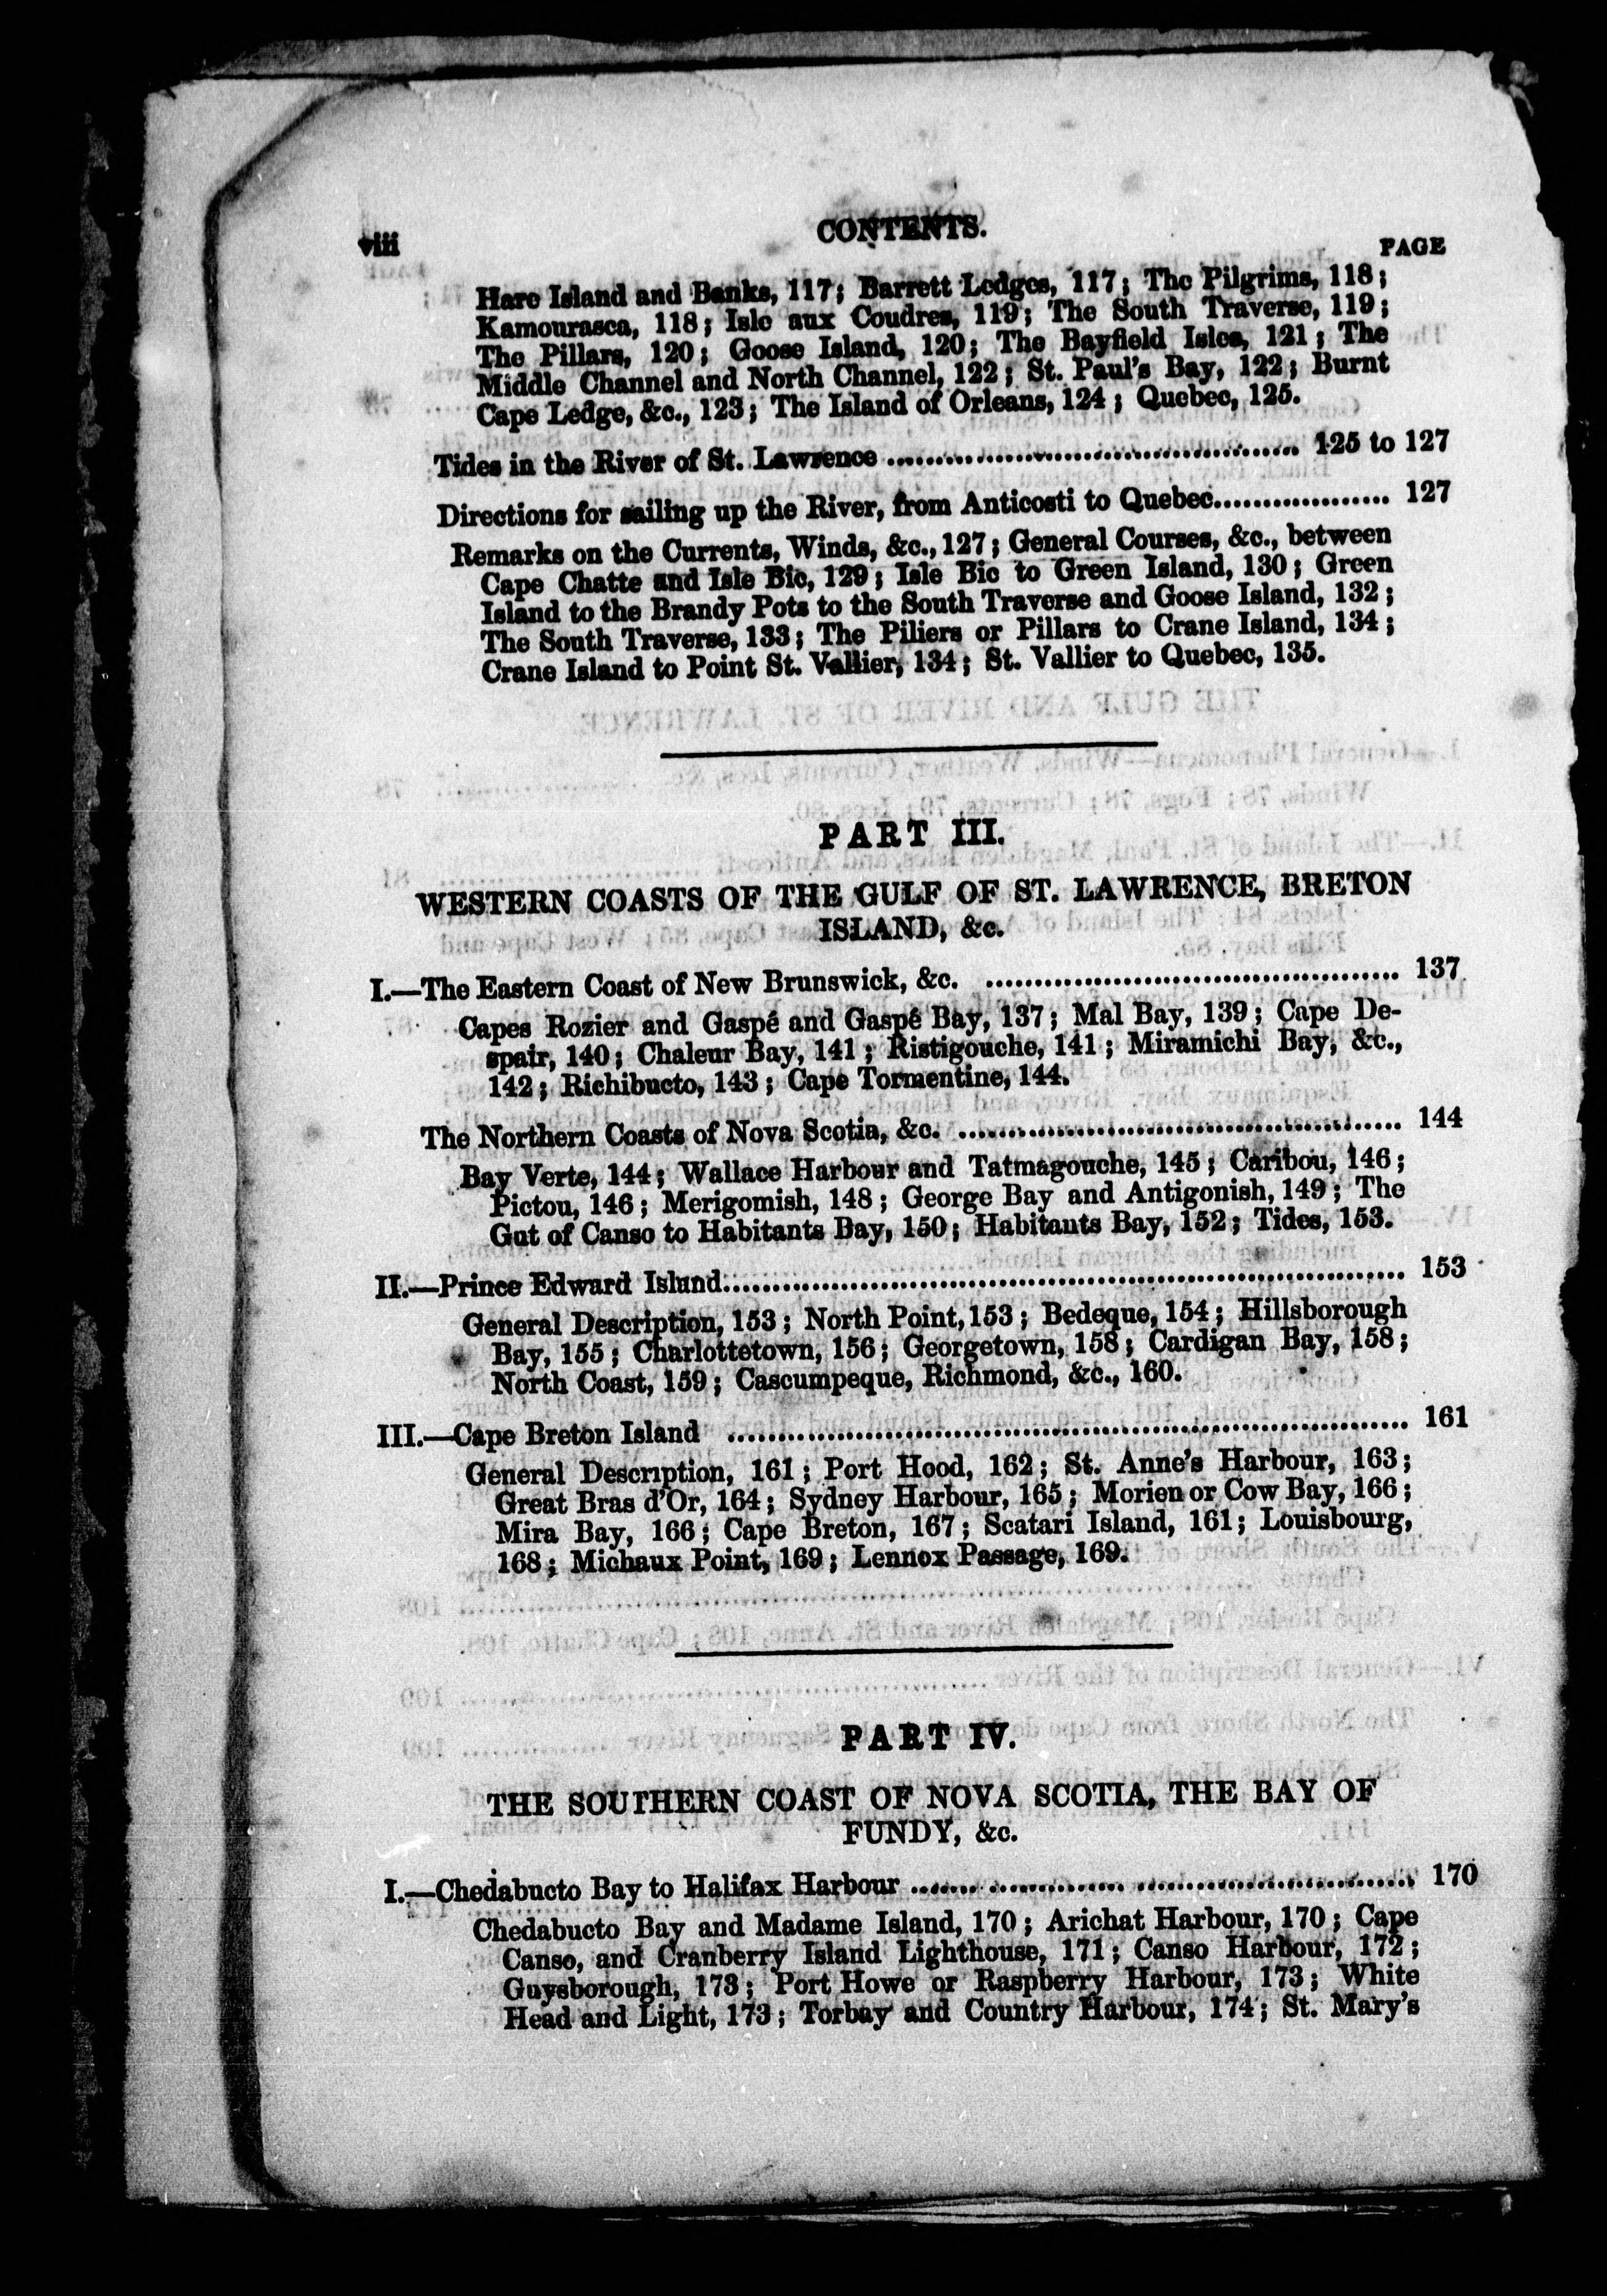 viii
CONTENTS.
PAGE
Hare Island and Banks, 117; Barrett Ledges, 117; The Pilgrims, 118;
Kamourasca, 118; Isle aux Coudres, 119; The South Traverse, 119;
The Pillars, 120; Goose Island, 120; The Bayfield Isles, 121; The
Middle Channel and North Channel, 122; St. Paul's Bay, 122; Burnt
Cape Ledge, &c., 123; The Island of Orleans, 124; Quebec, 125.
Tides in the River of St. Lawrence ........................................ 125 to 127
Directions for sailing up the River, from Anticosti to Quebec.................. 127
Remarks on the Currents, Winds, &c., 127; General Courses, &c., between
Cape Chatte and Isle Bic, 129; Isle Bic to Green Island, 130; Green
Island to the Brandy Pots to the South Traverse and Goose Island, 132;
The South Traverse, 133; The Piliers or Pillars to Crane Island, 134;
Crane Island to Point St. Vallier, 134; St. Vallier to Quebec, 135.
PART III.
WESTERN COASTS OF THE GULF OF ST. LAWRENCE, BRETON
ISLAND, &c.
I.—The Eastern Coast of New Brunswick, &c. ........................................ 137
Capes Rozier and Gaspé and Gaspé Bay, 137; Mal Bay, 139; Cape De-
spair, 140; Chaleur Bay, 141; Ristigouche, 141; Miramichi Bay, &c.,
142; Richibucto, 143; Cape Tormentine, 144.
The Northern Coasts of Nova Scotia, &c. ........................................ 144
Bay Verte, 144; Wallace Harbour and Tatmagouche, 145; Caribou, 146;
Pictou, 146; Merigomish, 148; George Bay and Antigonish, 149; The
Gut of Canso to Habitants Bay, 150; Habitants Bay, 152; Tides, 153.
II.—Prince Edward Island.................................................................. 153
General Description, 153; North Point, 153; Bedeque, 154; Hillsborough
Bay, 155; Charlottetown, 156; Georgetown, 158; Cardigan Bay, 158;
North Coast, 159; Cascumpeque, Richmond, &c., 160.
III.—Cape Breton Island .................................................................. 161
General Description, 161; Port Hood, 162; St. Anne's Harbour, 163;
Great Bras d'Or, 164; Sydney Harbour, 165; Morien or Cow Bay, 166;
Mira Bay, 166; Cape Breton, 167; Scatari Island, 161; Louisbourg,
168; Michaux Point, 169; Lennox Passage, 169.
PART IV.
THE SOUTHERN COAST OF NOVA SCOTIA, THE BAY OF
FUNDY, &c.
I.—Chedabucto Bay to Halifax Harbour ....... .............. ........................... 170
Chedabucto Bay and Madame Island, 170; Arichat Harbour, 170; Cape
Canso, and Cranberry Island Lighthouse, 171; Canso Harbour, 172;
Guysborough, 173; Port Howe or Raspberry Harbour, 173; White
Head and Light, 173; Torbay and Country Harbour, 174; St. Mary's